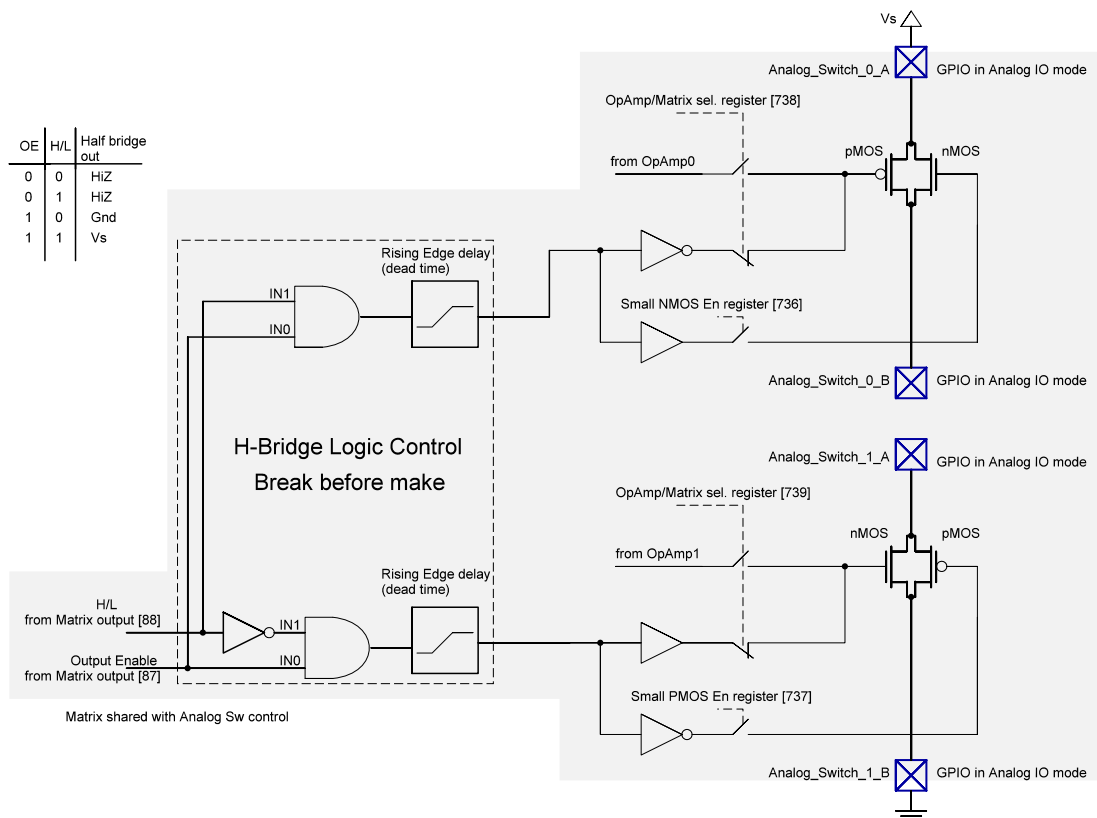 Vs
Analog_Switch_0_A
GPIO in Analog IO mode
OpAmp/Matrix sel. register [738]
OE H/L Half bridge
out
0 0 HiZ
0 1 HiZ
1 0 Gnd
1 1 Vs
from OpAmp0
pMOS
nMOS
Rising Edge delay
(dead time)
IN1
IN0
Small NMOS En register [736]
Analog_Switch_0_B
GPIO in Analog IO mode
H-Bridge Logic Control
Break before make
Analog_Switch_1_A
GPIO in Analog IO mode
OpAmp/Matrix sel. register [739]
nMOS
pMOS
from OpAmp1
Rising Edge delay
(dead time)
H/L
from Matrix output [88]
IN1
IN0
Output Enable
from Matrix output [87]
Small PMOS En register [737]
Matrix shared with Analog Sw control
Analog_Switch_1_B
GPIO in Analog IO mode